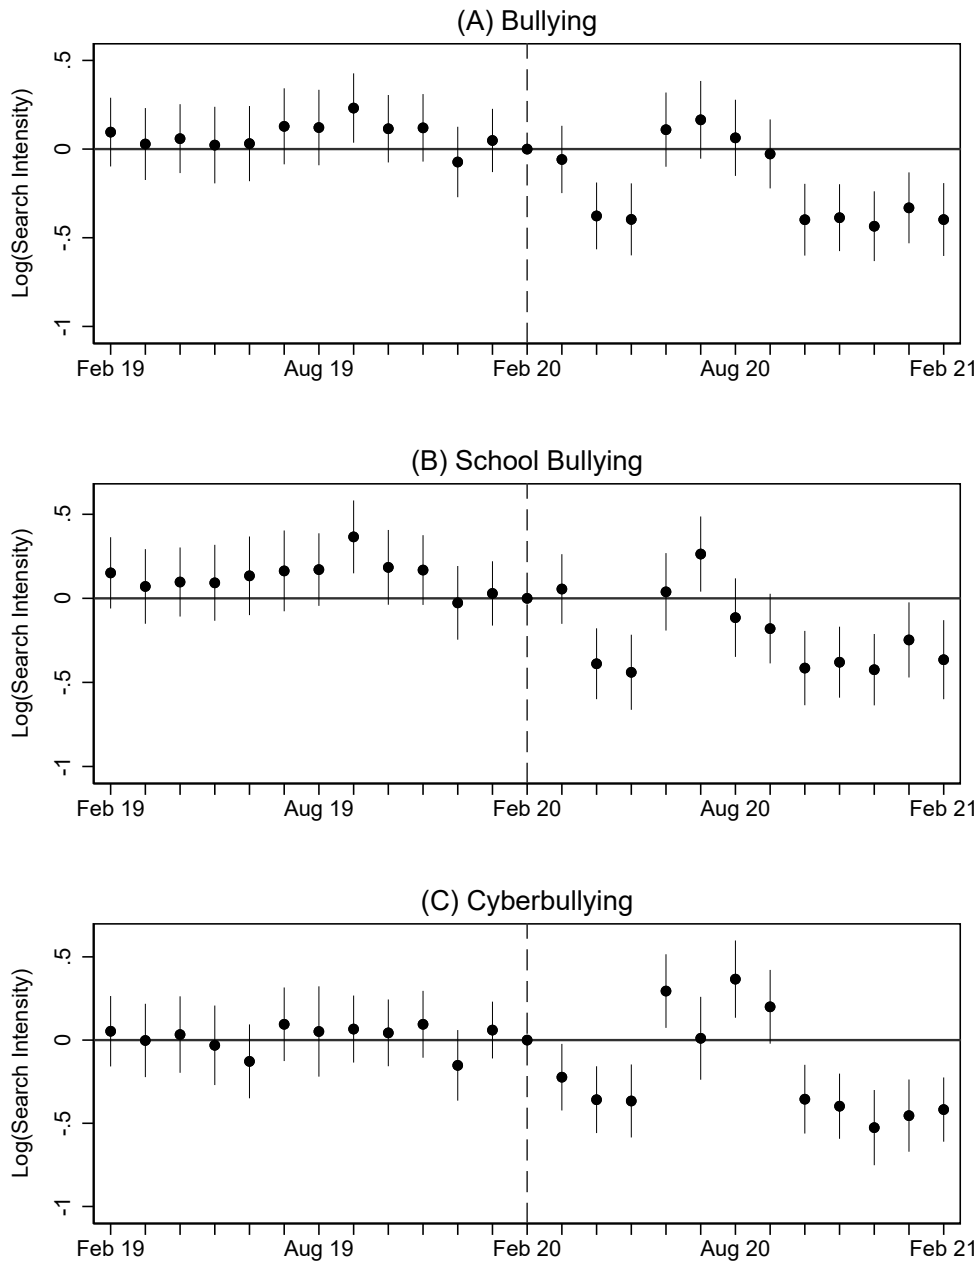 (A) Bullying
Log(Search Intensity)
.5
0
-.5
-1
Feb 19 Aug 19 Feb 20 Aug 20 Feb 21
(B) School Bullying
Log(Search Intensity)
.5
0
-.5
-1
Feb 19 Aug 19 Feb 20 Aug 20 Feb 21
(C) Cyberbullying
Log(Search Intensity)
.5
0
-.5
-1
Feb 19 Aug 19 Feb 20 Aug 20 Feb 21